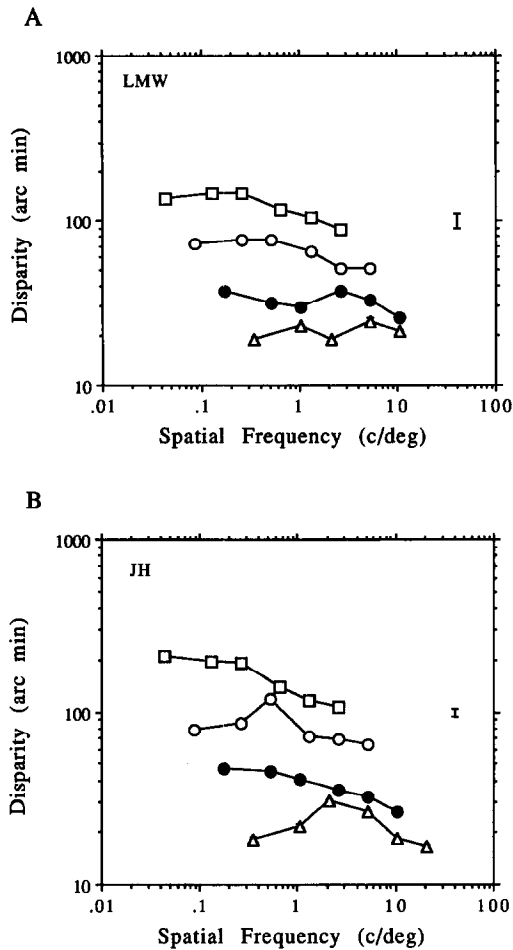 A
1000
LMW
100
10
Disparity (arc min)
.01 .1 1 10 100
Spatial Frequency (c/deg)
B
1000
JH
100
10
Disparity (arc min)
.01 .1 1 10 100
Spatial Frequency (c/deg)